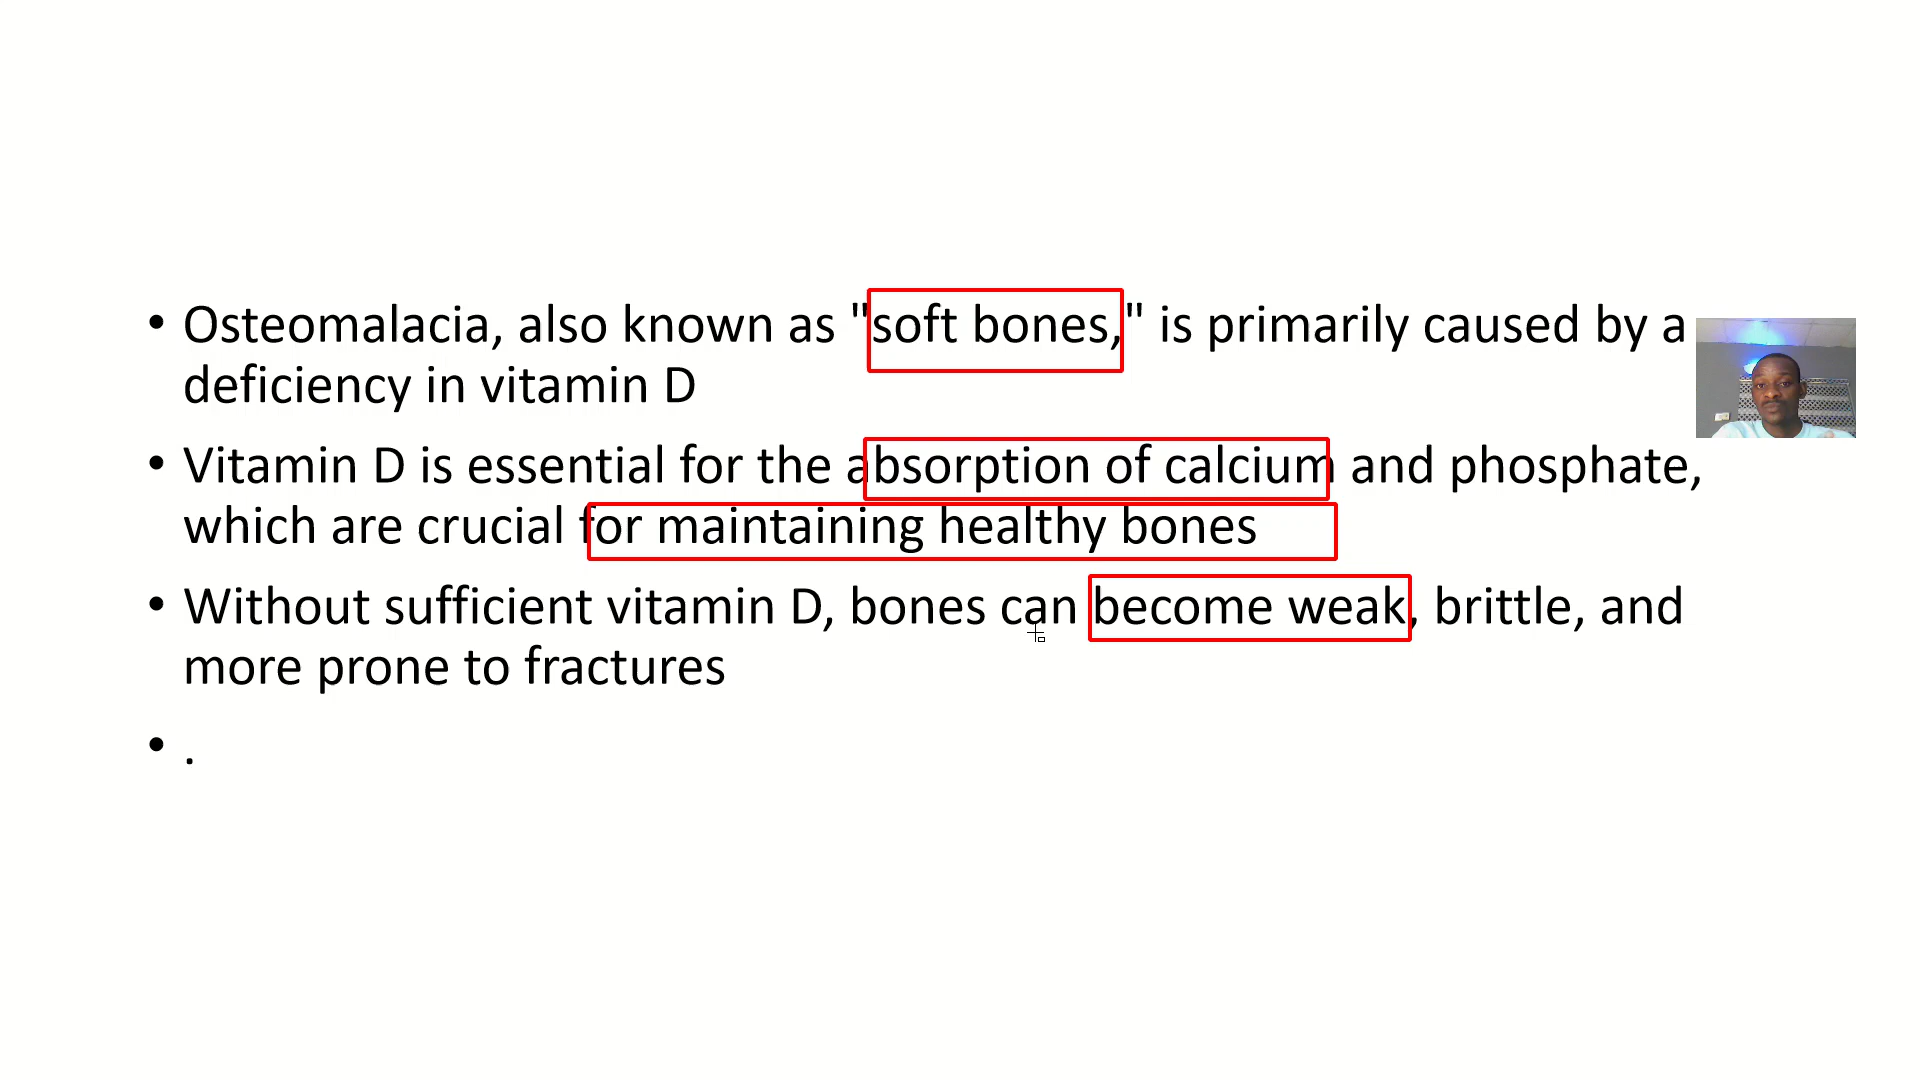 • Osteomalacia, also known as "soft bones," is primarily caused by a
deficiency in vitamin D
• Vitamin D is essential for the absorption of calcium and phosphate,
which are crucial for maintaining healthy bones
• Without sufficient vitamin D, bones can become weak, brittle, and
more prone to fractures
• .